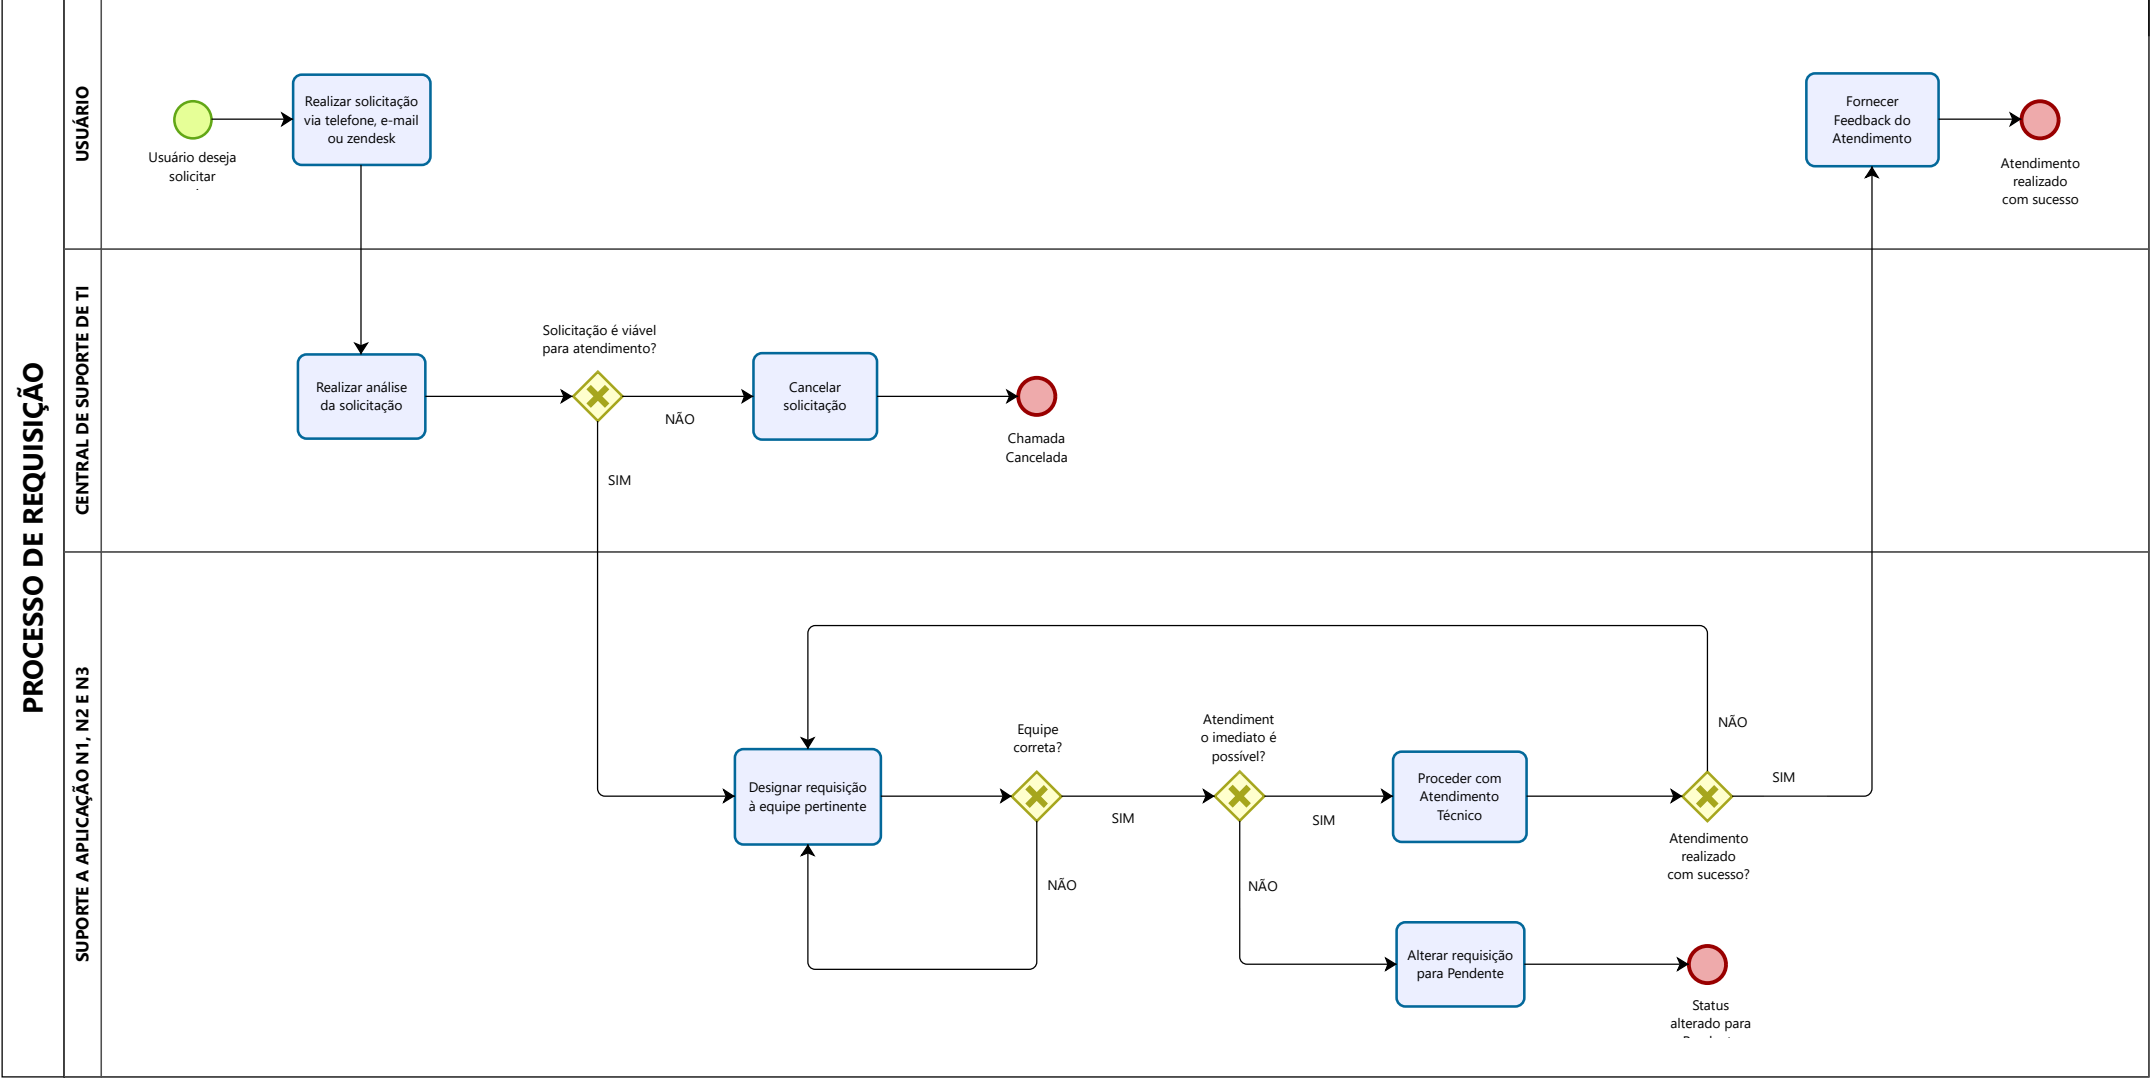 PROCESSO DE REQUISIÇÃO
USUÁRIO
Usuário deseja
solicitar
Realizar solicitação
via telefone, e-mail
ou zendesk
Fornecer
Feedback do
Atendimento
Atendimento
realizado
com sucesso
CENTRAL DE SUPORTE DE TI
Realizar análise
da solicitação
Solicitação é viável
para atendimento?
NÃO
SIM
Cancelar
solicitação
Chamada
Cancelada
SUPORTE A APLICAÇÃO N1, N2 E N3
Designar requisição
à equipe pertinente
Equipe
correta?
SIM
NÃO
Atendiment
o imediato é
possível?
SIM
NÃO
Proceder com
Atendimento
Técnico
Atendimento
realizado
com sucesso?
NÃO
SIM
Alterar requisição
para Pendente
Status
alterado para